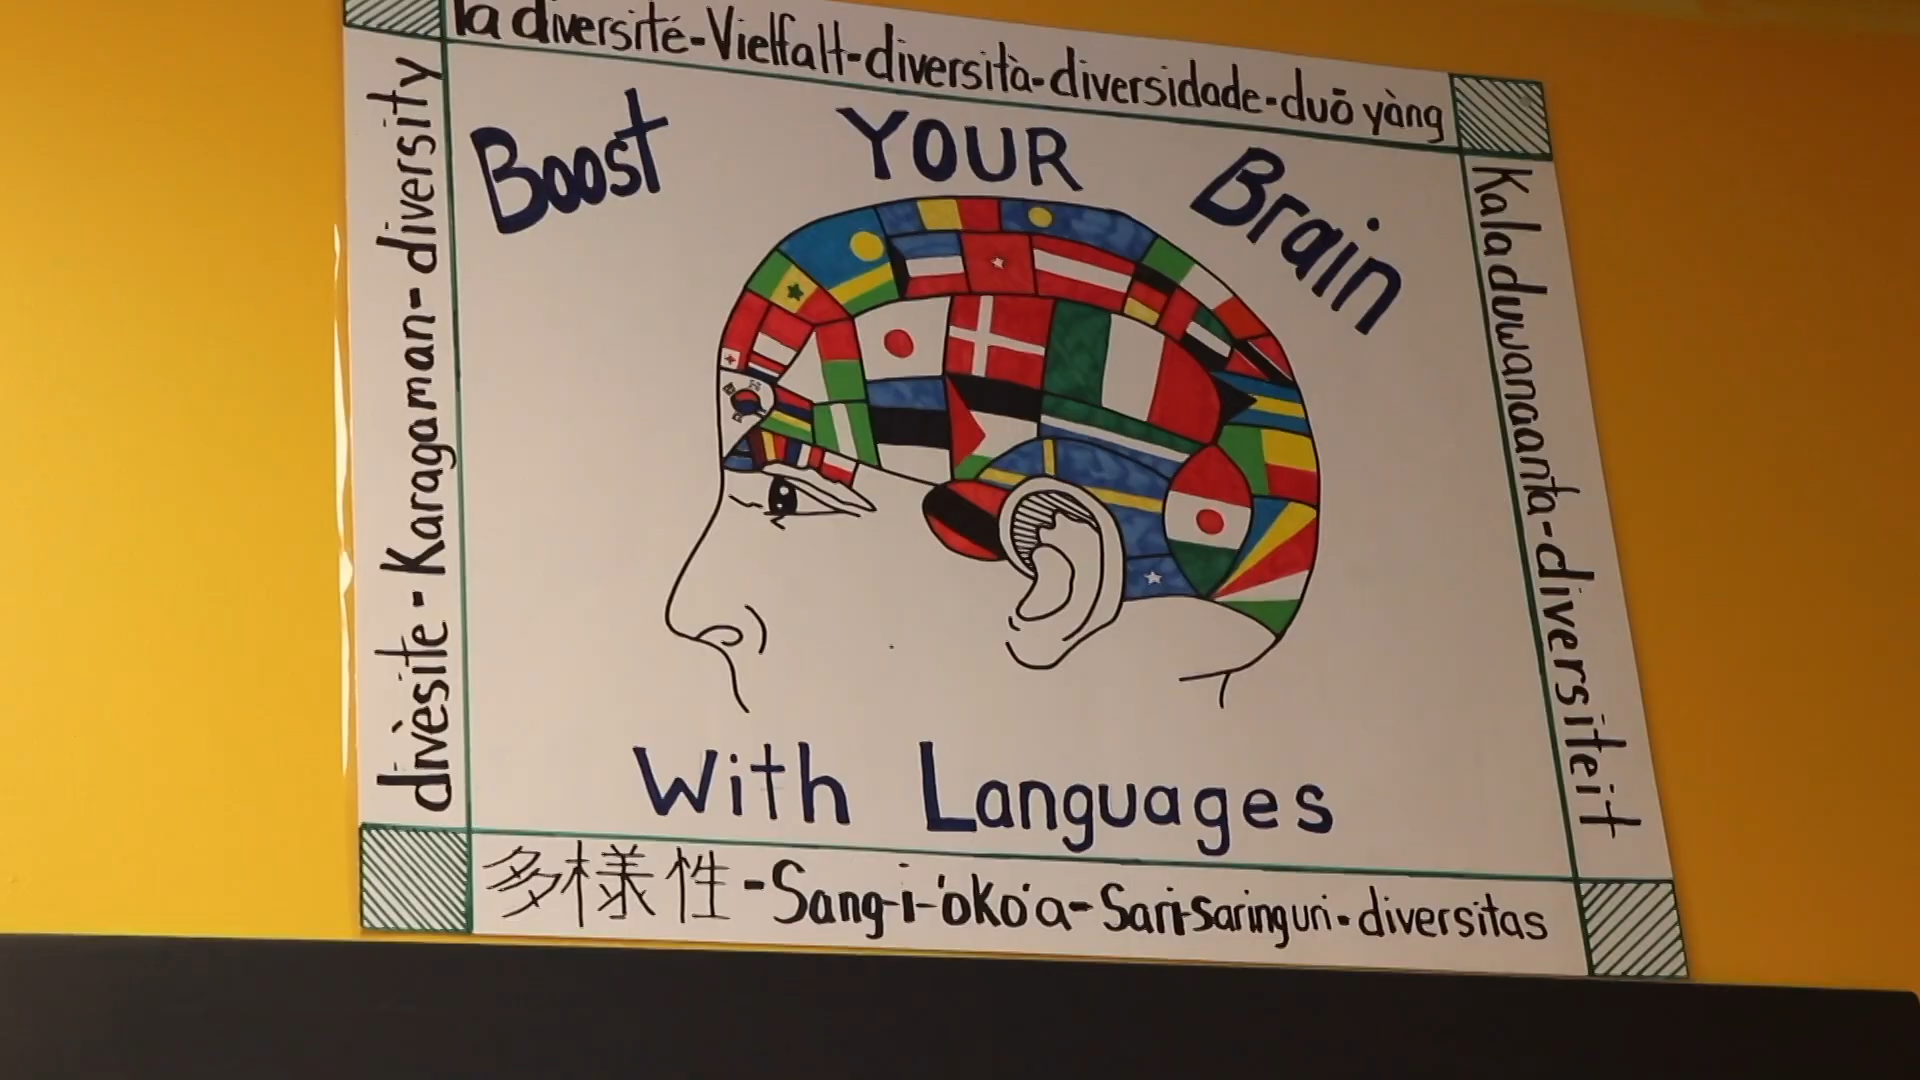 la diversité-Vielfalt-diversità-diversidade-duō yàng
Boost YOUR Brain
With Languages
divèsite-Karagaman-diversity
Kaladuwanaanta-diversiteit
多様性-Sang-i-'oko'a-Sari-saringuri-diversitas